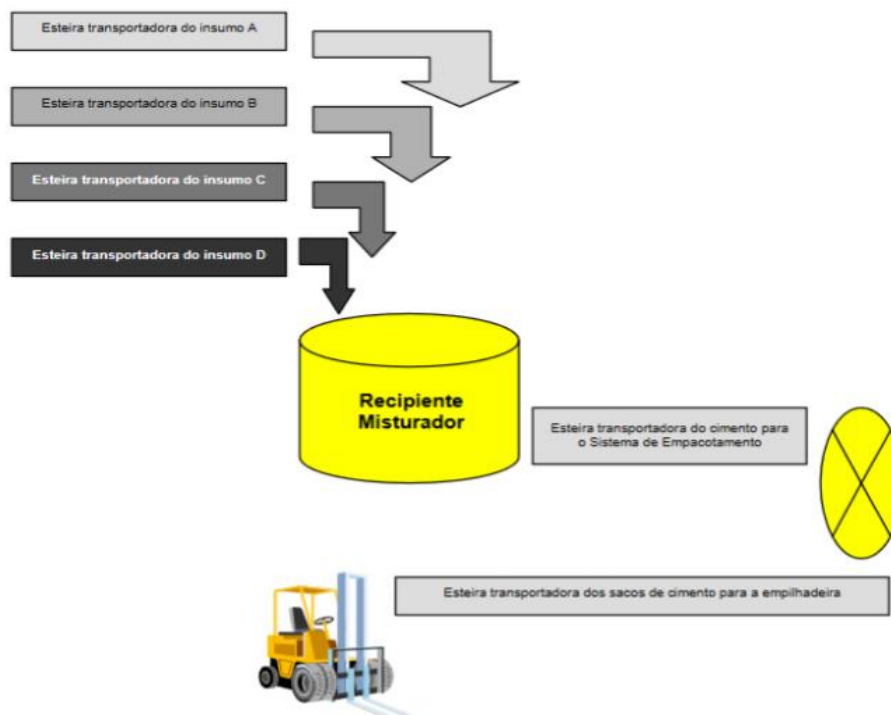 Esteira transportadora do insumo A
Esteira transportadora do insumo B
Esteira transportadora do insumo C
Esteira transportadora do insumo D
Recipiente
Misturador
Esteira transportadora do cimento para
o Sistema de Empacotamento
Esteira transportadora dos sacos de cimento para a empilhadeira